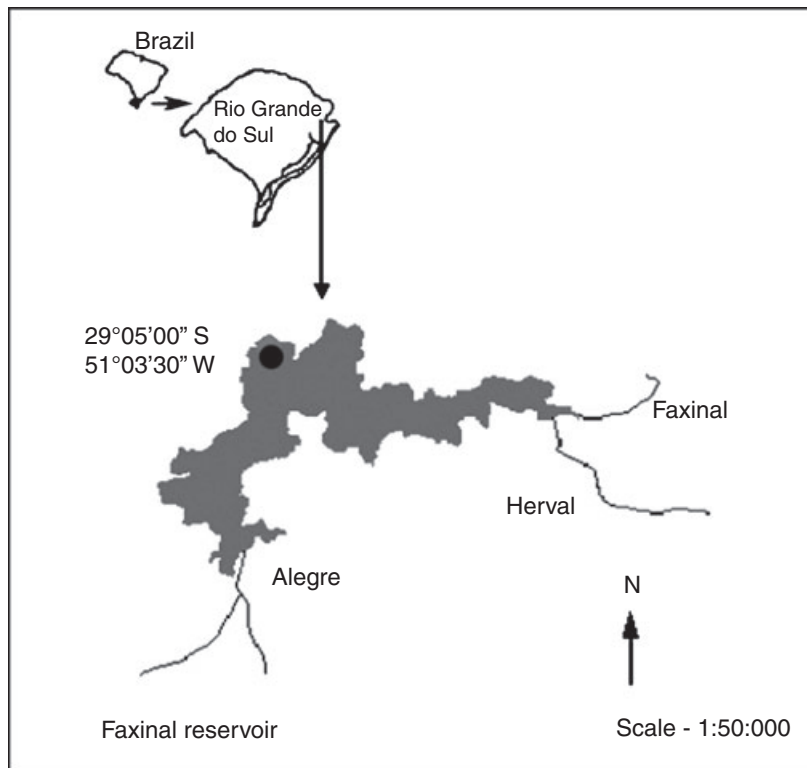 Brazil
Rio Grande
do Sul
29°05'00” S
51°03'30” W
Faxinal
Herval
Alegre
N
Faxinal reservoir
Scale - 1:50:000